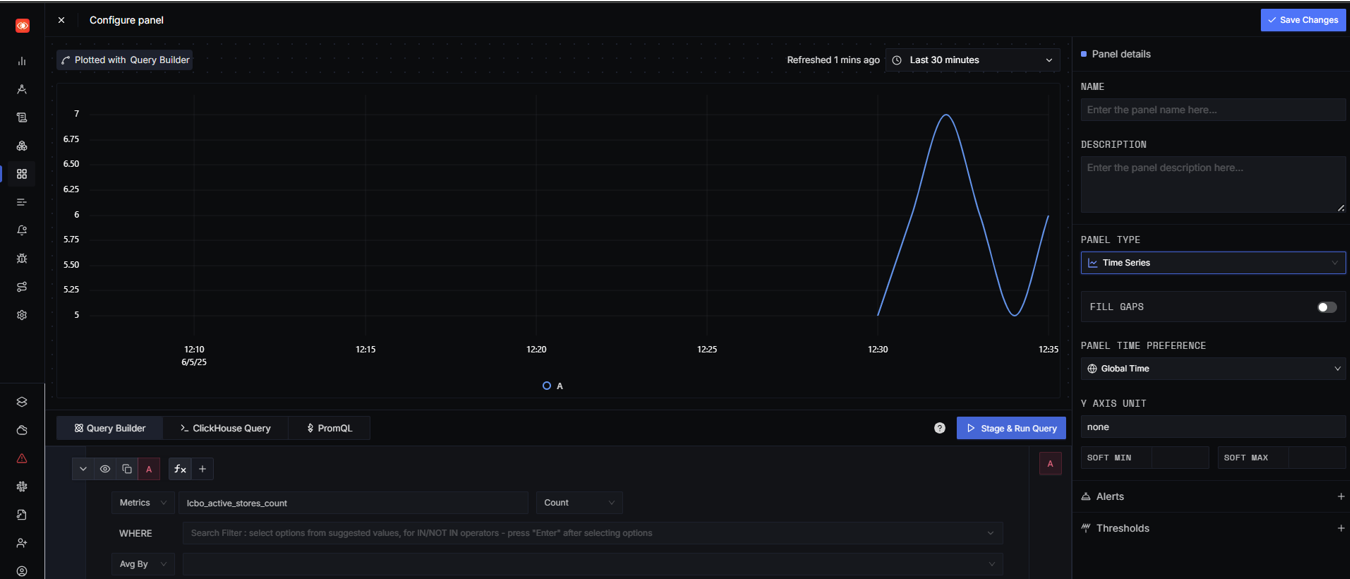 Configure panel
Save Changes
Plotted with Query Builder
Refreshed 1 mins ago
Last 30 minutes
7
6.75
6.50
6.25
6
5.75
5.50
5.25
5
12:10
6/5/25
12:15
12:20
12:25
12:30
12:35
A
Query Builder
ClickHouse Query
PromQL
?
Stage & Run Query
A
fx
A
Metrics
lcbo_active_stores_count
Count
WHERE
Search Filter : select options from suggested values, for IN/NOT IN operators - press "Enter" after selecting options
Avg By
Panel details
NAME
Enter the panel name here...
DESCRIPTION
Enter the panel description here...
PANEL TYPE
Time Series
FILL GAPS
PANEL TIME PREFERENCE
Global Time
Y AXIS UNIT
none
SOFT MIN
SOFT MAX
Alerts
Thresholds